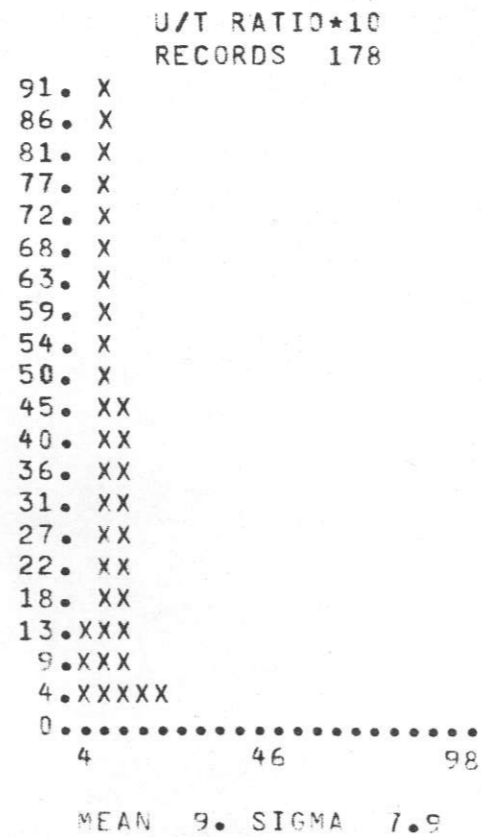 U/T RATIO*10
RECORDS 178
91. X
86. X
81. X
77. X
72. X
68. X
63. X
59. X
54. X
50. X
45. XX
40. XX
36. XX
31. XX
27. XX
22. XX
18. XX
13.XXX
9.XXX
4.XXXXX
0.....................
4 46 98
MEAN 9. SIGMA 7.9